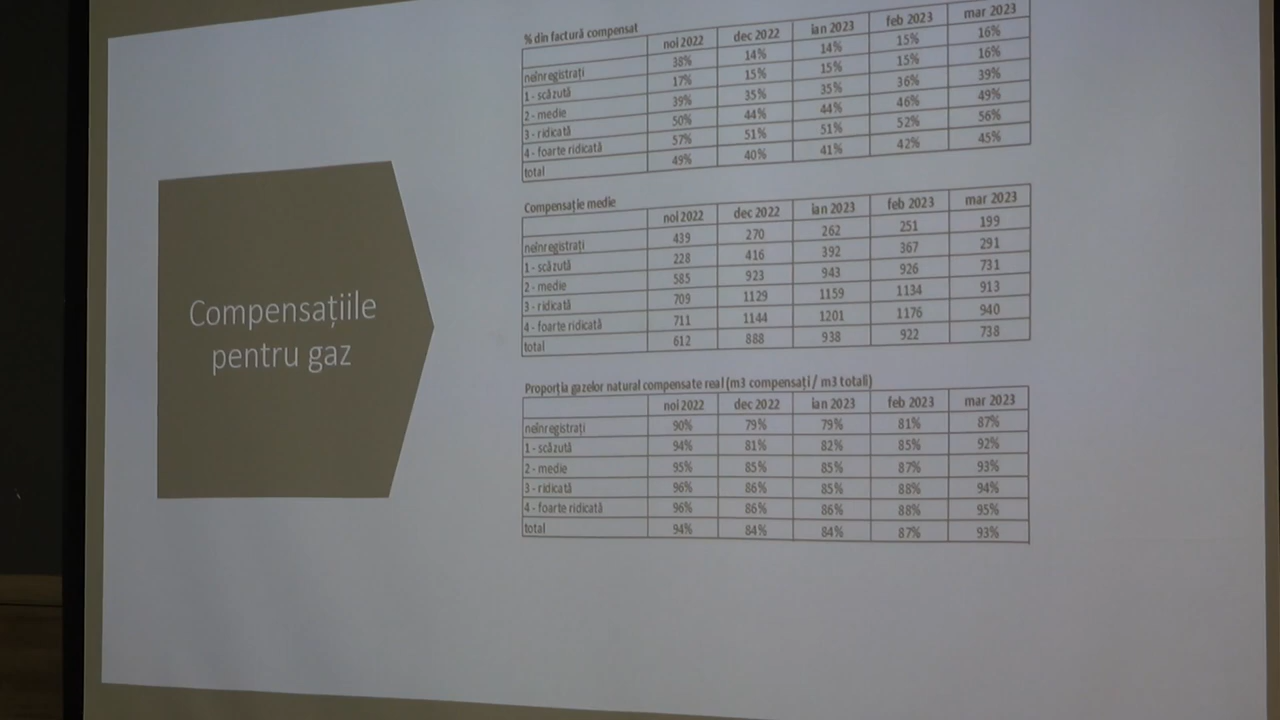 Compensațiile
pentru gaz
% din factură compensat
noi 2022 dec 2022 ian 2023 feb 2023 mar 2023
neînregistrați 38% 14% 14% 15% 16%
1 - scăzută 17% 15% 15% 15% 16%
2 - medie 39% 35% 35% 36% 39%
3 - ridicată 50% 44% 44% 46% 49%
4 - foarte ridicată 57% 51% 51% 52% 56%
total 49% 40% 41% 42% 45%
Compensație medie
noi 2022 dec 2022 ian 2023 feb 2023 mar 2023
neînregistrați 439 270 262 251 199
1 - scăzută 228 416 392 367 291
2 - medie 585 923 943 926 731
3 - ridicată 709 1129 1159 1134 913
4 - foarte ridicată 711 1144 1201 1176 940
total 612 888 938 922 738
Proporția gazelor natural compensate real (m3 compensați / m3 totali)
noi 2022 dec 2022 ian 2023 feb 2023 mar 2023
neînregistrați 90% 79% 79% 81% 87%
1 - scăzută 94% 81% 82% 85% 92%
2 - medie 95% 85% 85% 87% 93%
3 - ridicată 96% 86% 85% 88% 94%
4 - foarte ridicată 96% 86% 86% 88% 95%
total 94% 84% 84% 87% 93%